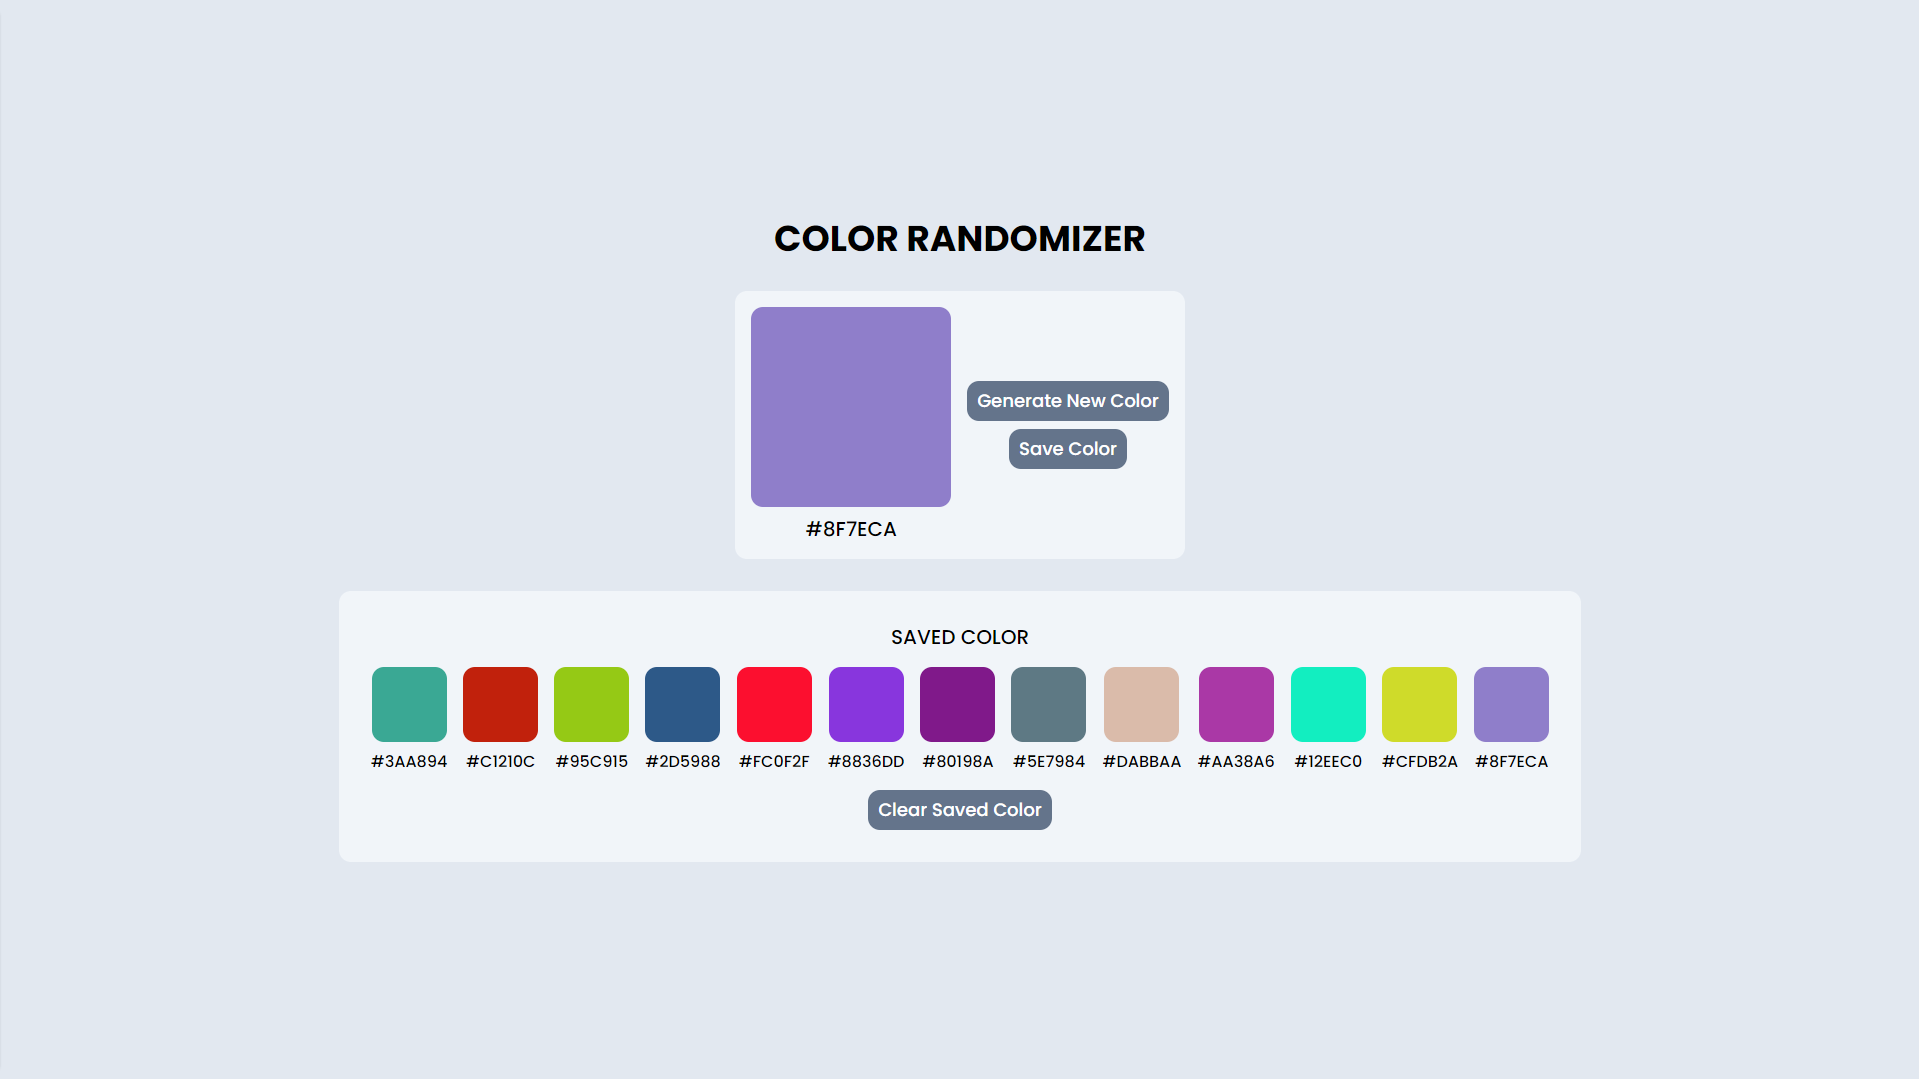 COLOR RANDOMIZER
Generate New Color
Save Color
#8F7ECA
SAVED COLOR
#3AA894 #C1210C #95C915 #2D5988 #FC0F2F #8836DD #80198A #5E7984 #DABBAA #AA38A6 #12EEC0 #CFDB2A #8F7ECA
Clear Saved Color